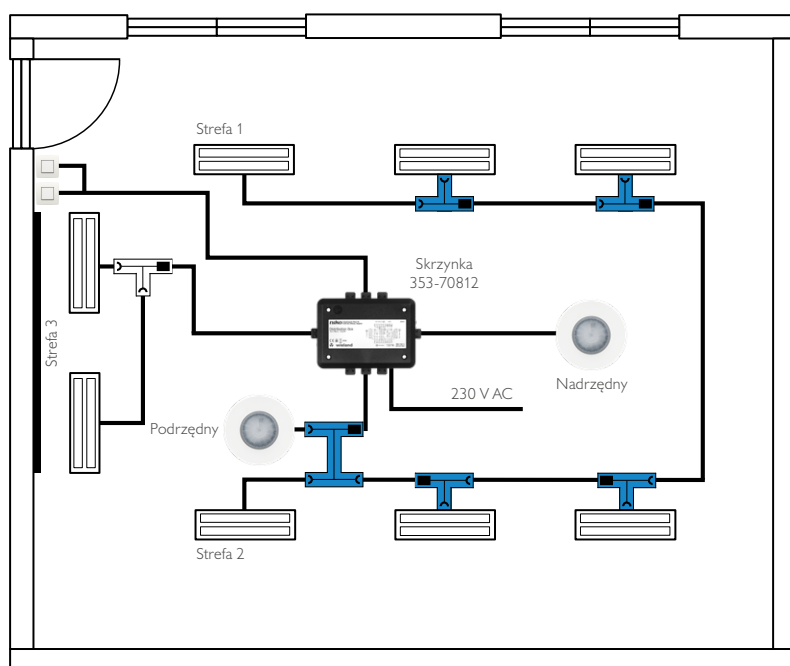 Strefa 1
Skrzynka
353-70812
Strefa 3
Nadrzędny
230 V AC
Podrzędny
Strefa 2